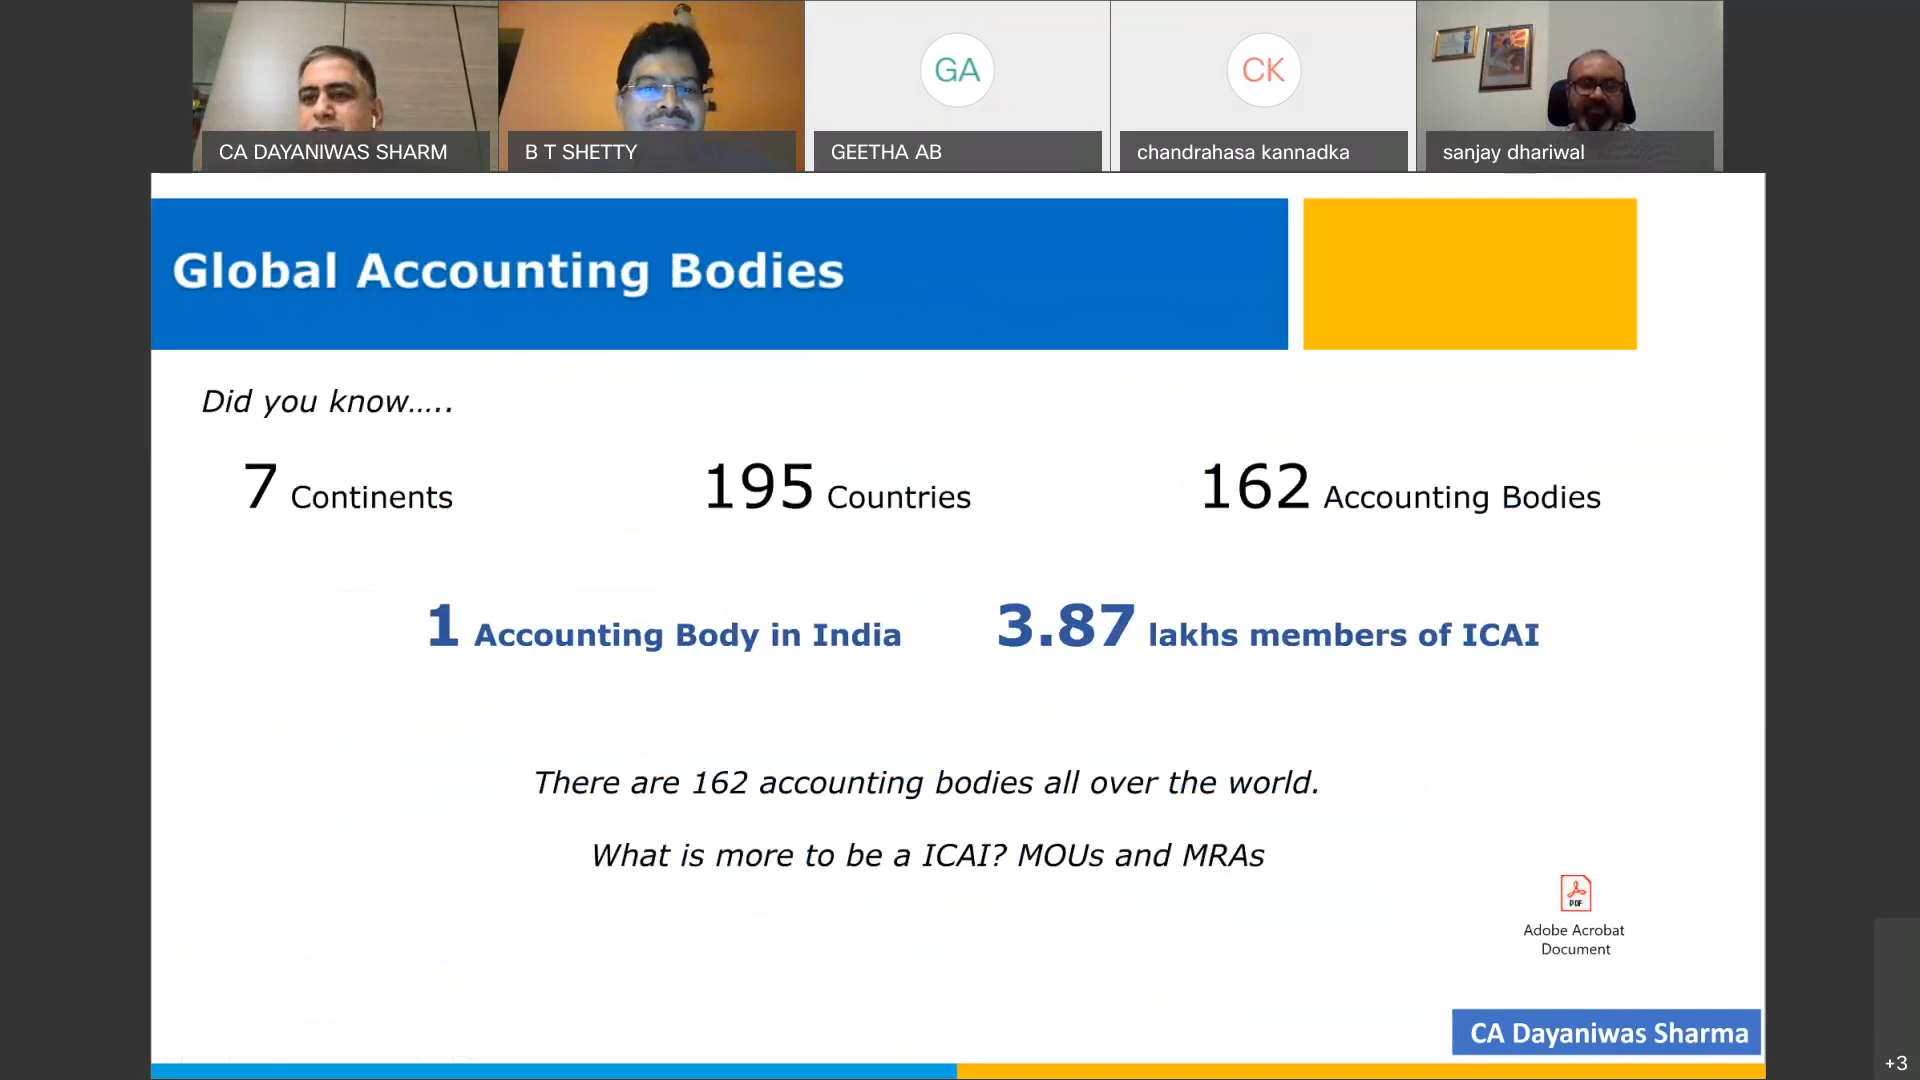 CA DAYANIWAS SHARM
B T SHETTY
GA
GEETHA AB
CK
chandrahasa kannadka
sanjay dhariwal
Global Accounting Bodies
Did you know.....
7 Continents
195 Countries
162 Accounting Bodies
1 Accounting Body in India
3.87 lakhs members of ICAI
There are 162 accounting bodies all over the world.
What is more to be a ICAI? MOUs and MRAs
PDF
Adobe Acrobat
Document
CA Dayaniwas Sharma
+3